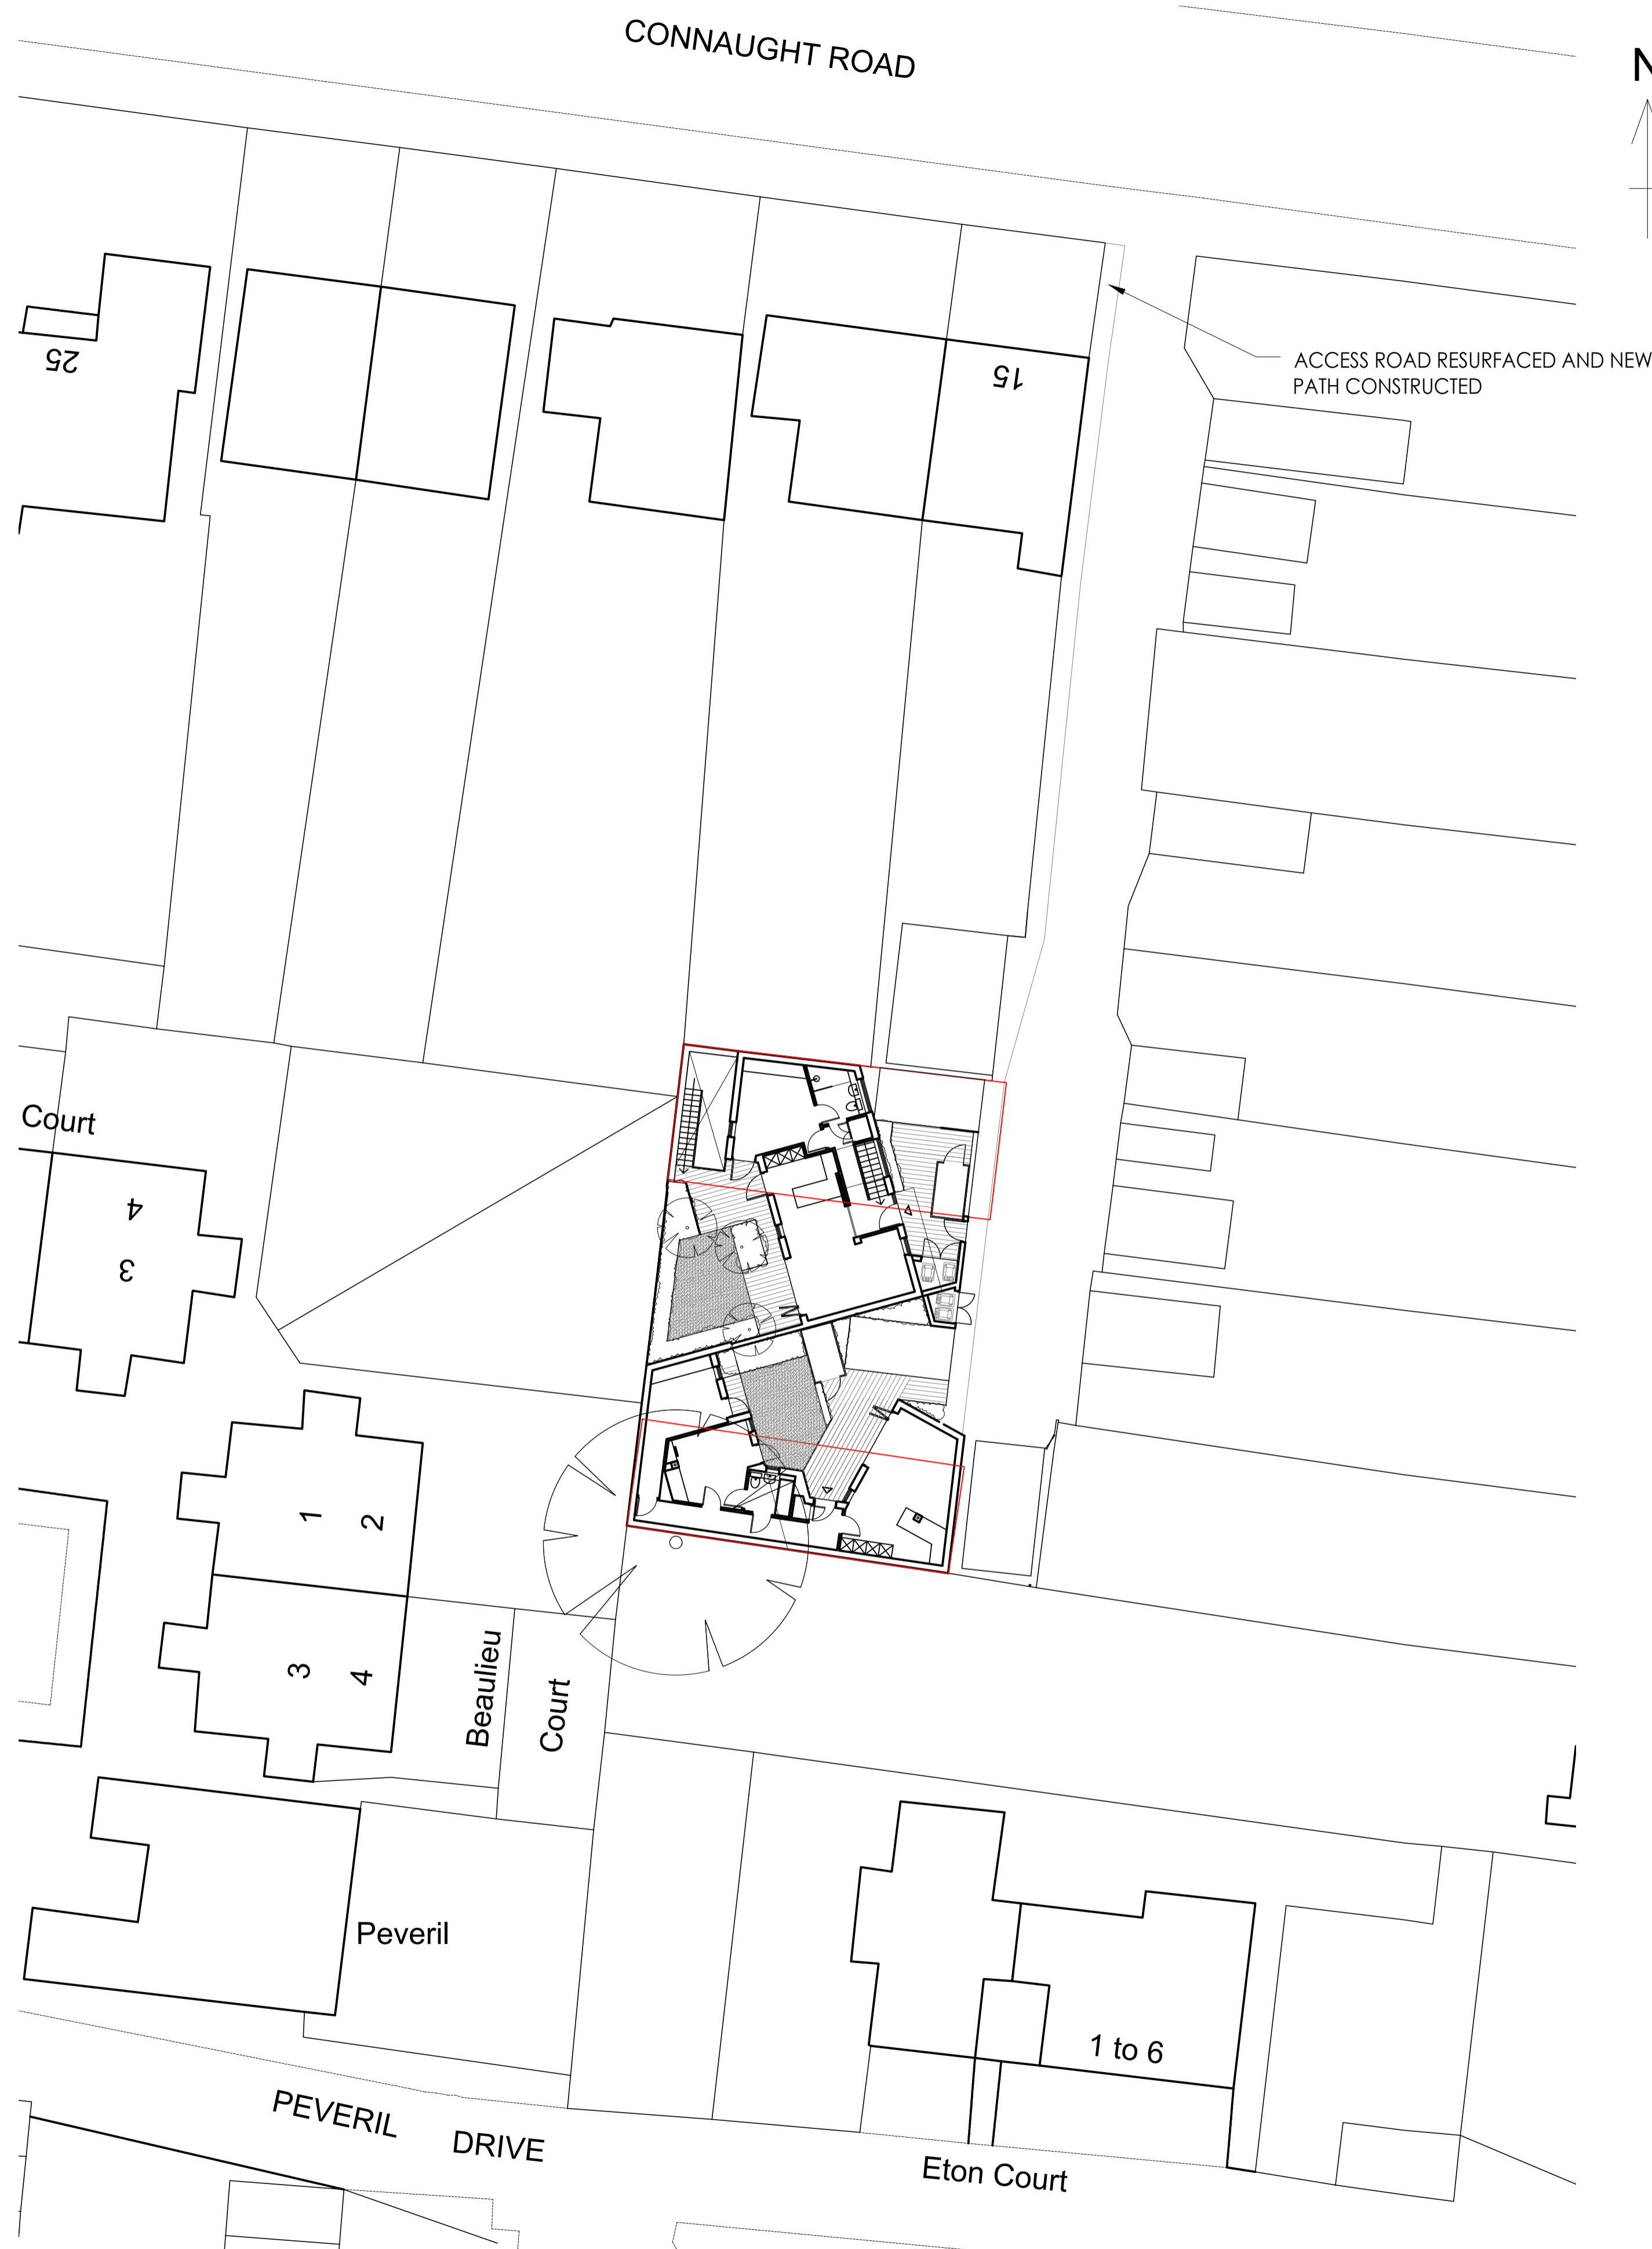 CONNAUGHT ROAD
N
25
15
ACCESS ROAD RESURFACED AND NEW
PATH CONSTRUCTED
Court
4
3
1
2
3
4
Beaulieu
Court
Peveril
1 to 6
PEVERIL DRIVE
Eton Court